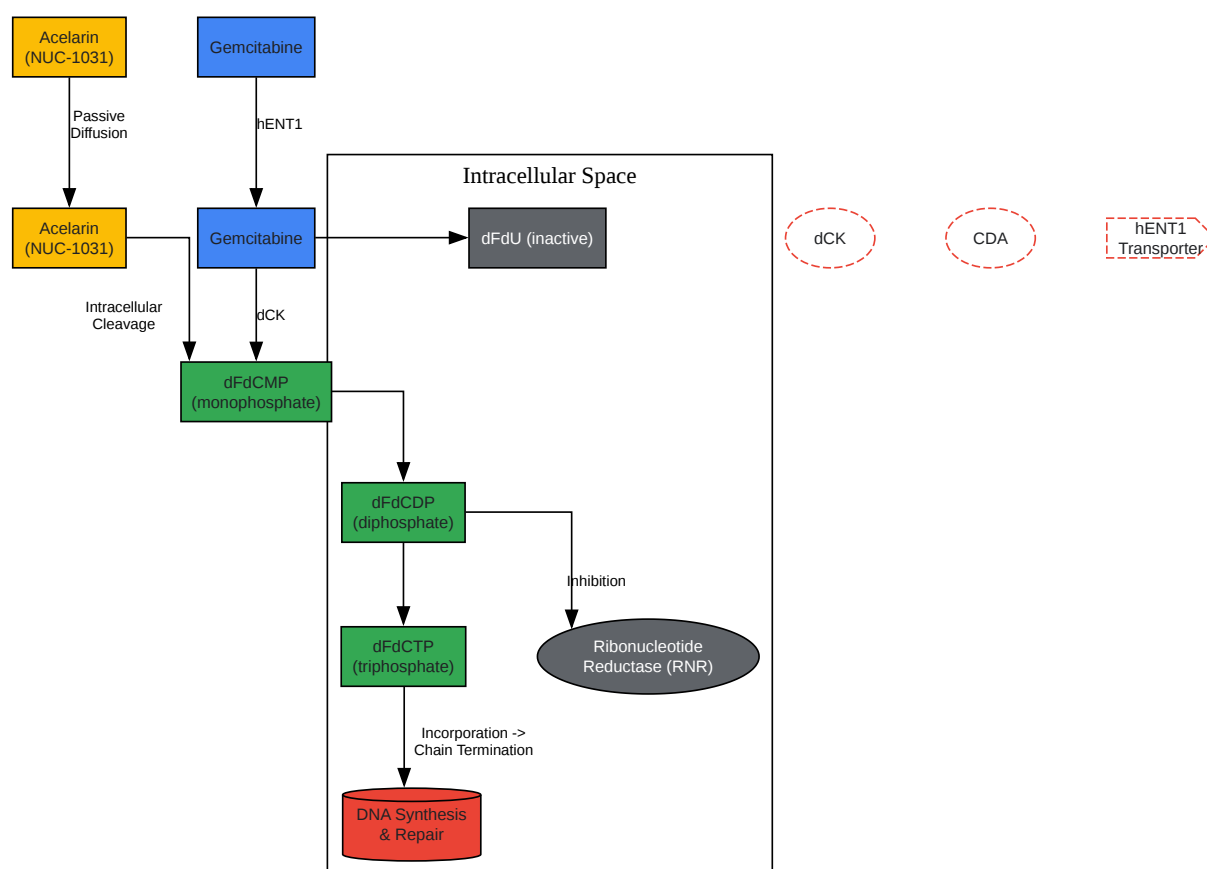 Acelarin
(NUC-1031)
Gemcitabine
Passive
Diffusion
hENT1
Intracellular Space
Acelarin
(NUC-1031)
Gemcitabine
dFdU (inactive)
dCK
CDA
hENT1
Transporter
Intracellular
Cleavage
dCK
dFdCMP
(monophosphate)
dFdCDP
(diphosphate)
Inhibition
dFdCTP
(triphosphate)
Ribonucleotide
Reductase (RNR)
Incorporation ->
Chain Termination
DNA Synthesis
& Repair